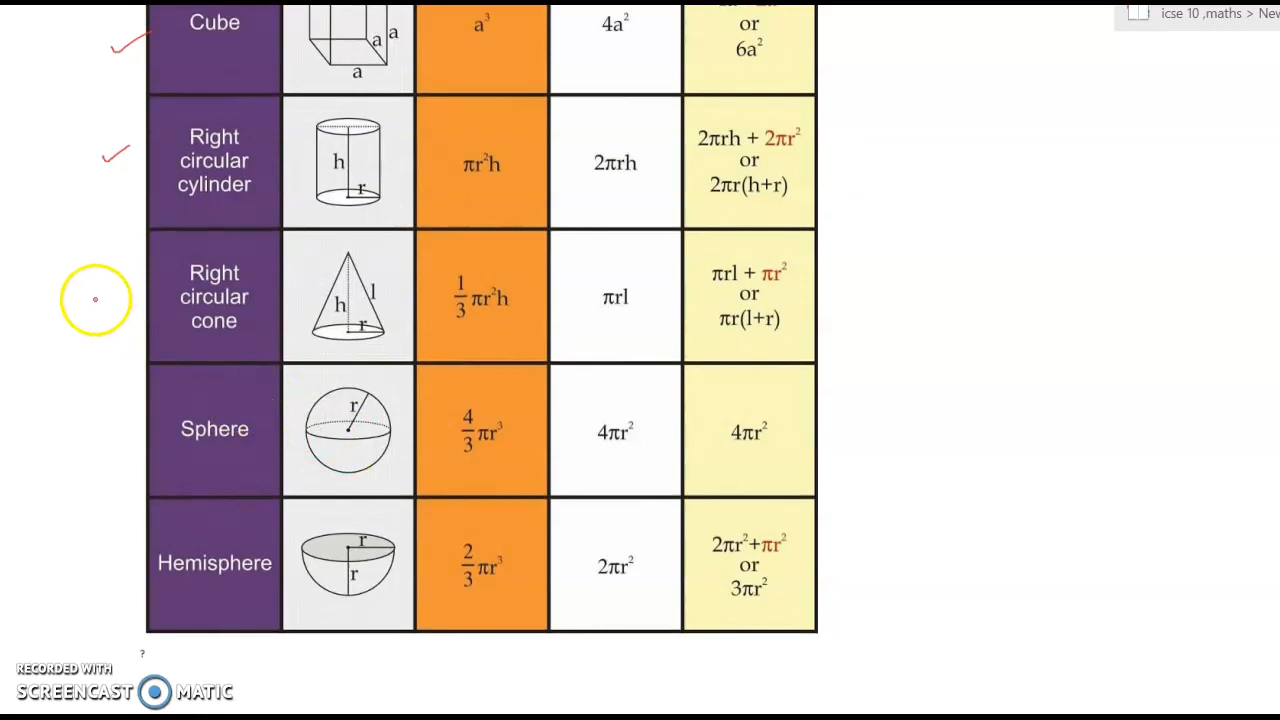 icse 10 ,maths > New
Cube
a
a
a
a³
4a²
or
6a²
Right
circular
cylinder
h
r
πr²h
2πrh
2πrh + 2πr²
or
2πr(h+r)
Right
circular
cone
h
l
r
1/3 πr²h
πrl
πrl + πr²
or
πr(l+r)
Sphere
r
4/3 πr³
4πr²
4πr²
Hemisphere
r
r
2/3 πr³
2πr²
2πr²+πr²
or
3πr²
?
RECORDED WITH
SCREENCAST MATIC